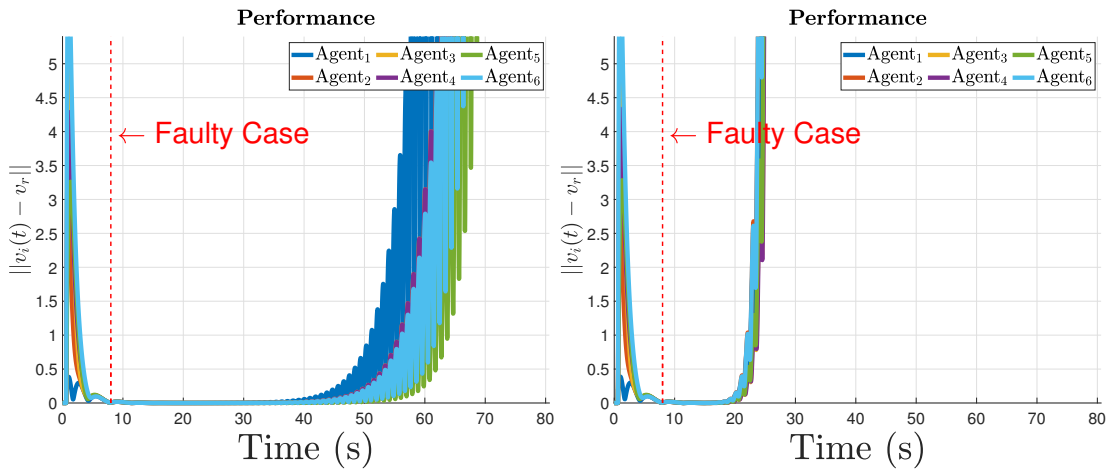 Performance
Agent₁ Agent₃ Agent₅
Agent₂ Agent₄ Agent₆
← Faulty Case
||vᵢ(t) − vᵣ||
5
4.5
4
3.5
3
2.5
2
1.5
1
0.5
0
0 10 20 30 40 50 60 70 80
Time (s)
Performance
Agent₁ Agent₃ Agent₅
Agent₂ Agent₄ Agent₆
← Faulty Case
||vᵢ(t) − vᵣ||
5
4.5
4
3.5
3
2.5
2
1.5
1
0.5
0
0 10 20 30 40 50 60 70 80
Time (s)